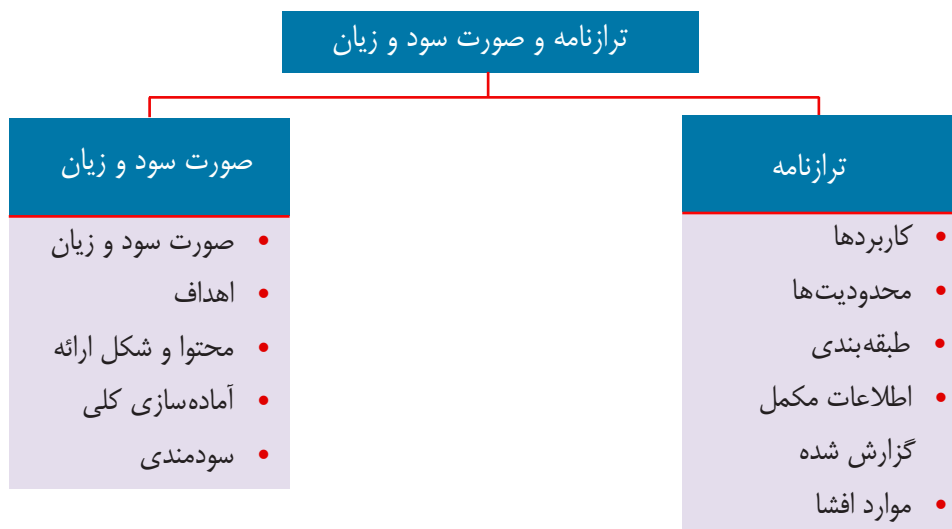 ترازنامه و صورت سود و زیان
ترازنامه
• کاربردها
• محدودیت‌ها
• طبقه‌بندی
• اطلاعات مکمل
گزارش شده
• موارد افشا
صورت سود و زیان
• صورت سود و زیان
• اهداف
• محتوا و شکل ارائه
• آماده‌سازی کلی
• سودمندی